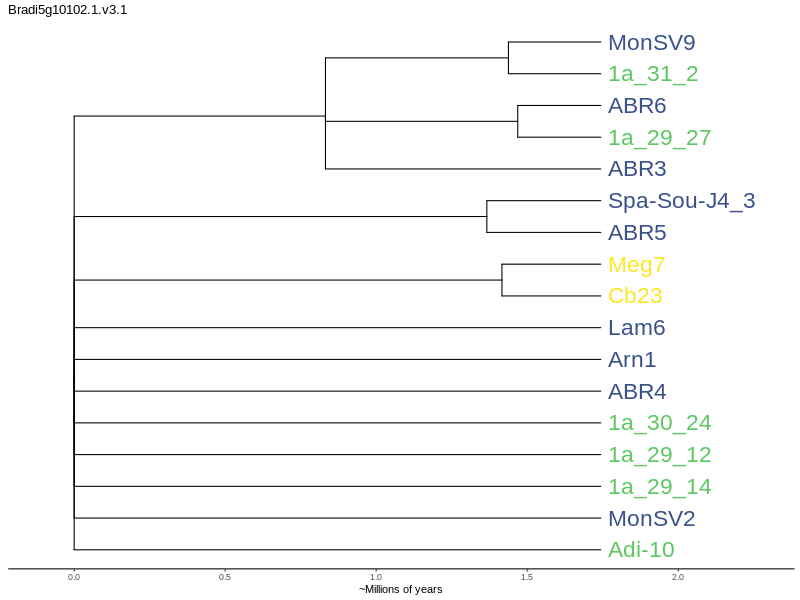 Bradi5g10102.1.v3.1
MonSV9
1a_31_2
ABR6
1a_29_27
ABR3
Spa-Sou-J4_3
ABR5
Meg7
Cb23
Lam6
Arn1
ABR4
1a_30_24
1a_29_12
1a_29_14
MonSV2
Adi-10
0.0 0.5 1.0 1.5 2.0
~Millions of years